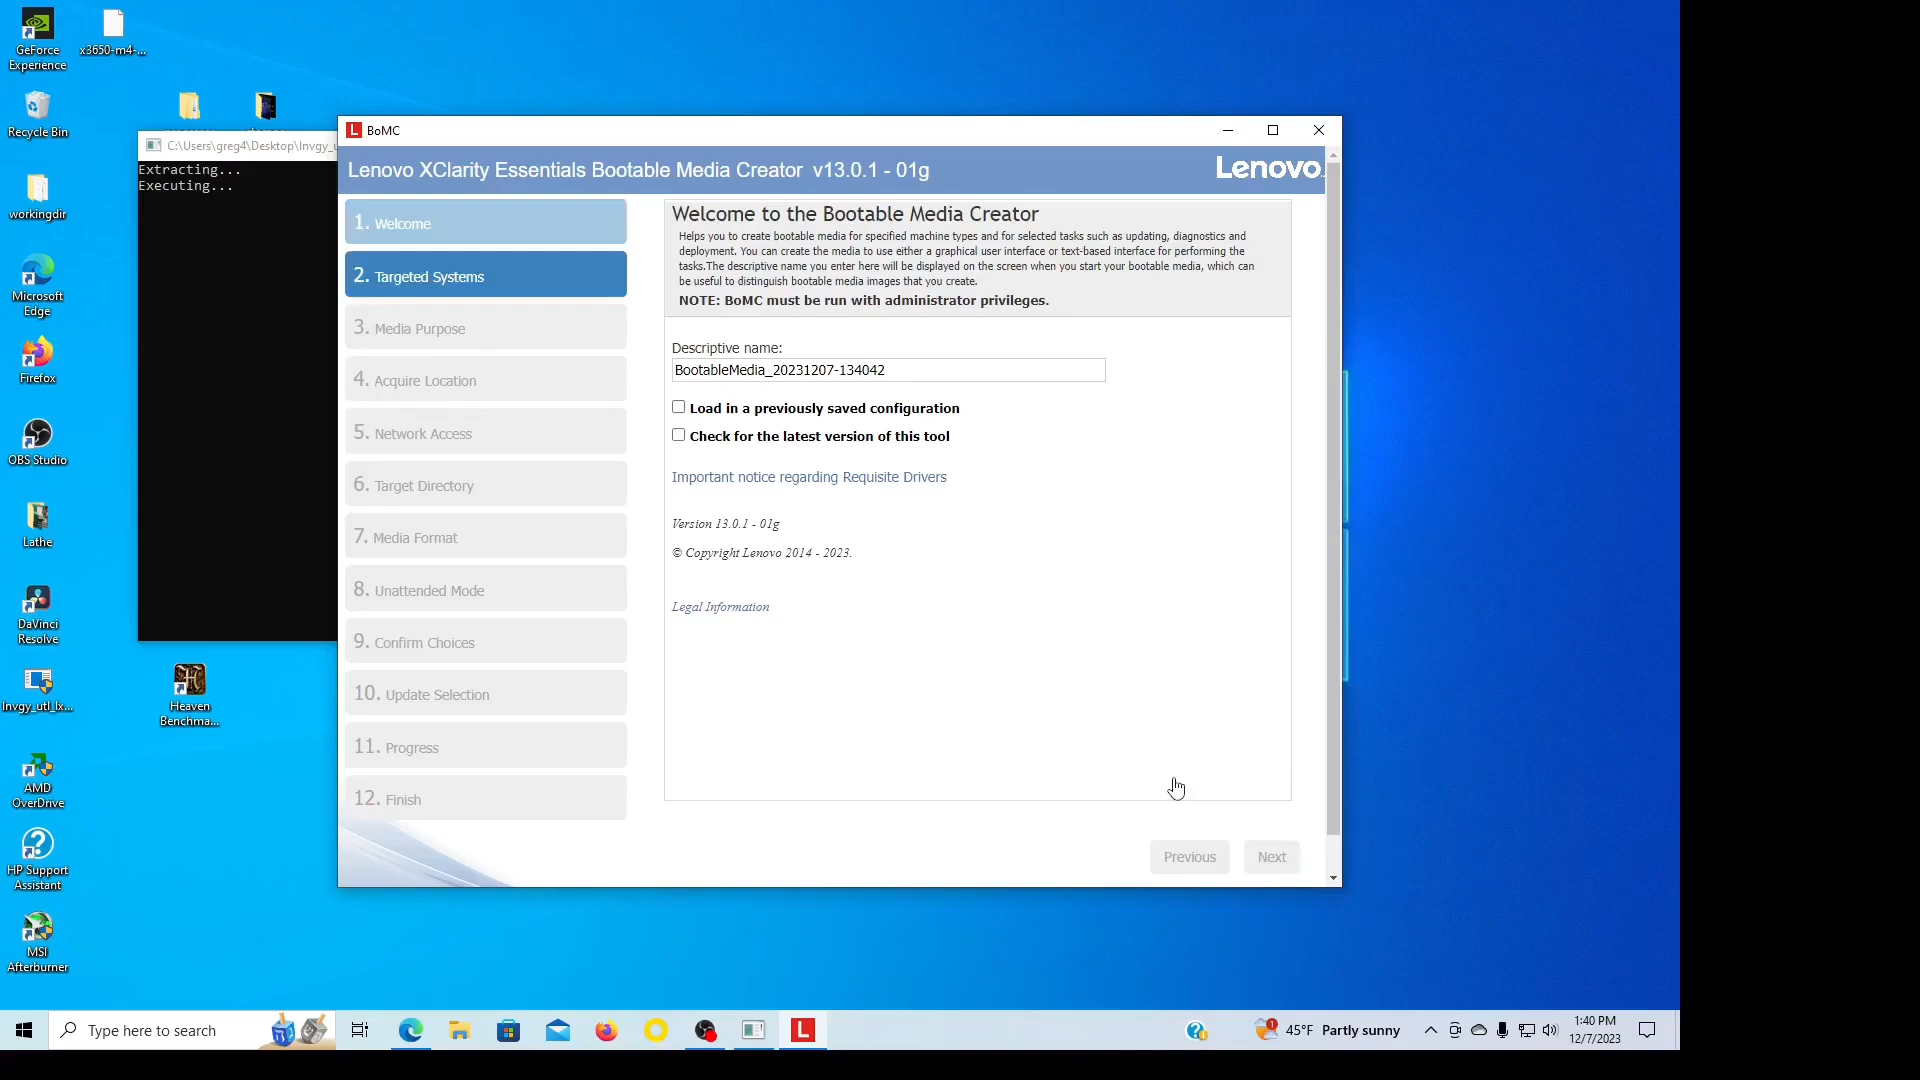 GeForce
Experience
x3650-m4-...
Recycle Bin
workingdir
Microsoft
Edge
Firefox
OBS Studio
Lathe
DaVinci
Resolve
lnvgy_utl_lx...
Heaven
Benchma...
AMD
OverDrive
HP Support
Assistant
MSI
Afterburner
C:\Users\greg4\Desktop\lnvgy_u
Extracting...
Executing...
L BoMC
Lenovo XClarity Essentials Bootable Media Creator v13.0.1 - 01g
Lenovo
1. Welcome
2. Targeted Systems
3. Media Purpose
4. Acquire Location
5. Network Access
6. Target Directory
7. Media Format
8. Unattended Mode
9. Confirm Choices
10. Update Selection
11. Progress
12. Finish
Welcome to the Bootable Media Creator
Helps you to create bootable media for specified machine types and for selected tasks such as updating, diagnostics and
deployment. You can create the media to use either a graphical user interface or text-based interface for performing the
tasks.The descriptive name you enter here will be displayed on the screen when you start your bootable media, which can
be useful to distinguish bootable media images that you create.
NOTE: BoMC must be run with administrator privileges.
Descriptive name:
BootableMedia_20231207-134042
Load in a previously saved configuration
Check for the latest version of this tool
Important notice regarding Requisite Drivers
Version 13.0.1 - 01g
© Copyright Lenovo 2014 - 2023.
Legal Information
Previous
Next
Type here to search
L
1
45°F Partly sunny
1:40 PM
12/7/2023